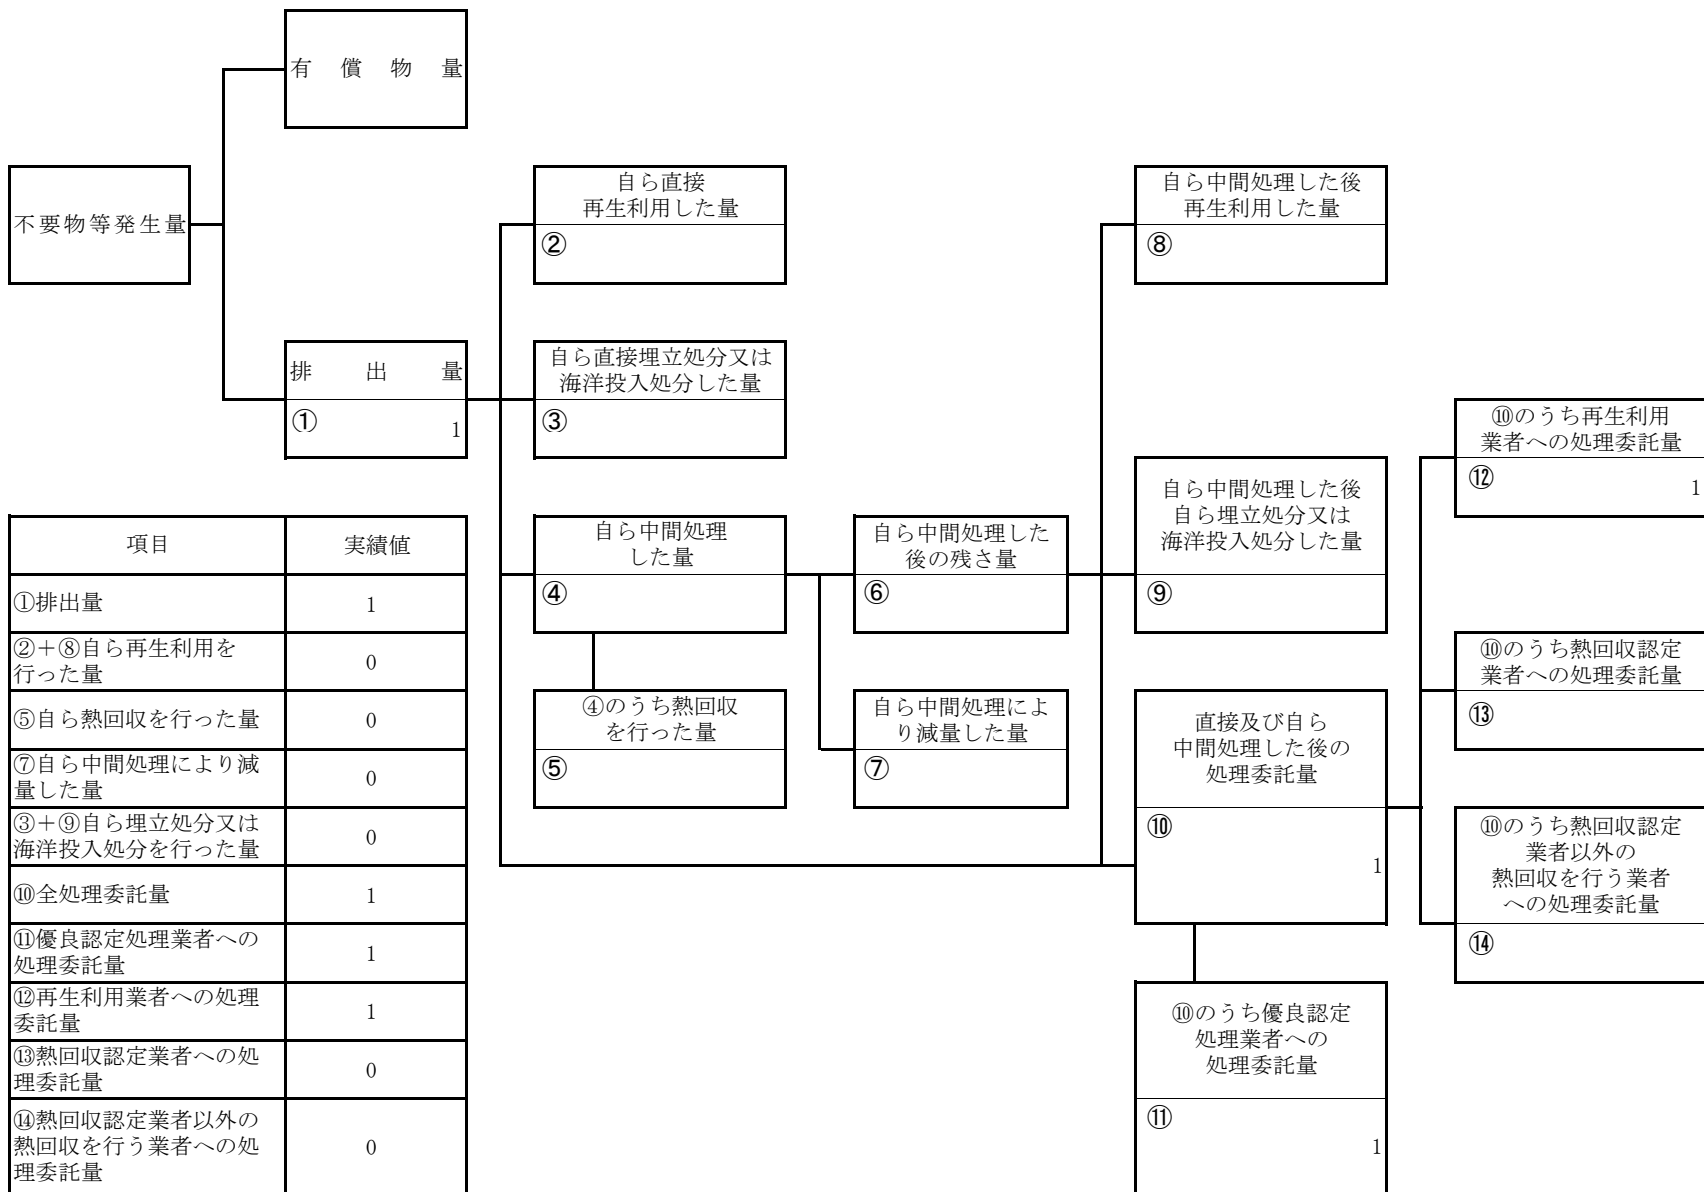 有償物量
不要物等発生量
自ら直接
再生利用した量
②
自ら中間処理した後
再生利用した量
⑧
排出量
①
1
自ら直接埋立処分又は
海洋投入処分した量
③
⑩のうち再生利用
業者への処理委託量
⑫
1
自ら中間処理した後
自ら埋立処分又は
海洋投入処分した量
⑨
自ら中間処理
した量
④
自ら中間処理した
後の残さ量
⑥
⑩のうち熱回収認定
業者への処理委託量
⑬
④のうち熱回収
を行った量
⑤
自ら中間処理によ
り減量した量
⑦
直接及び自ら
中間処理した後の
処理委託量
⑩
1
⑩のうち熱回収認定
業者以外の
熱回収を行う業者
への処理委託量
⑭
⑩のうち優良認定
処理業者への
処理委託量
⑪
1
項目 実績値
①排出量 1
②+⑧自ら再生利用を
行った量 0
⑤自ら熱回収を行った量 0
⑦自ら中間処理により減
量した量 0
③+⑨自ら埋立処分又は
海洋投入処分を行った量 0
⑩全処理委託量 1
⑪優良認定処理業者への
処理委託量 1
⑫再生利用業者への処理
委託量 1
⑬熱回収認定業者への処
理委託量 0
⑭熱回収認定業者以外の
熱回収を行う業者への処 0
理委託量